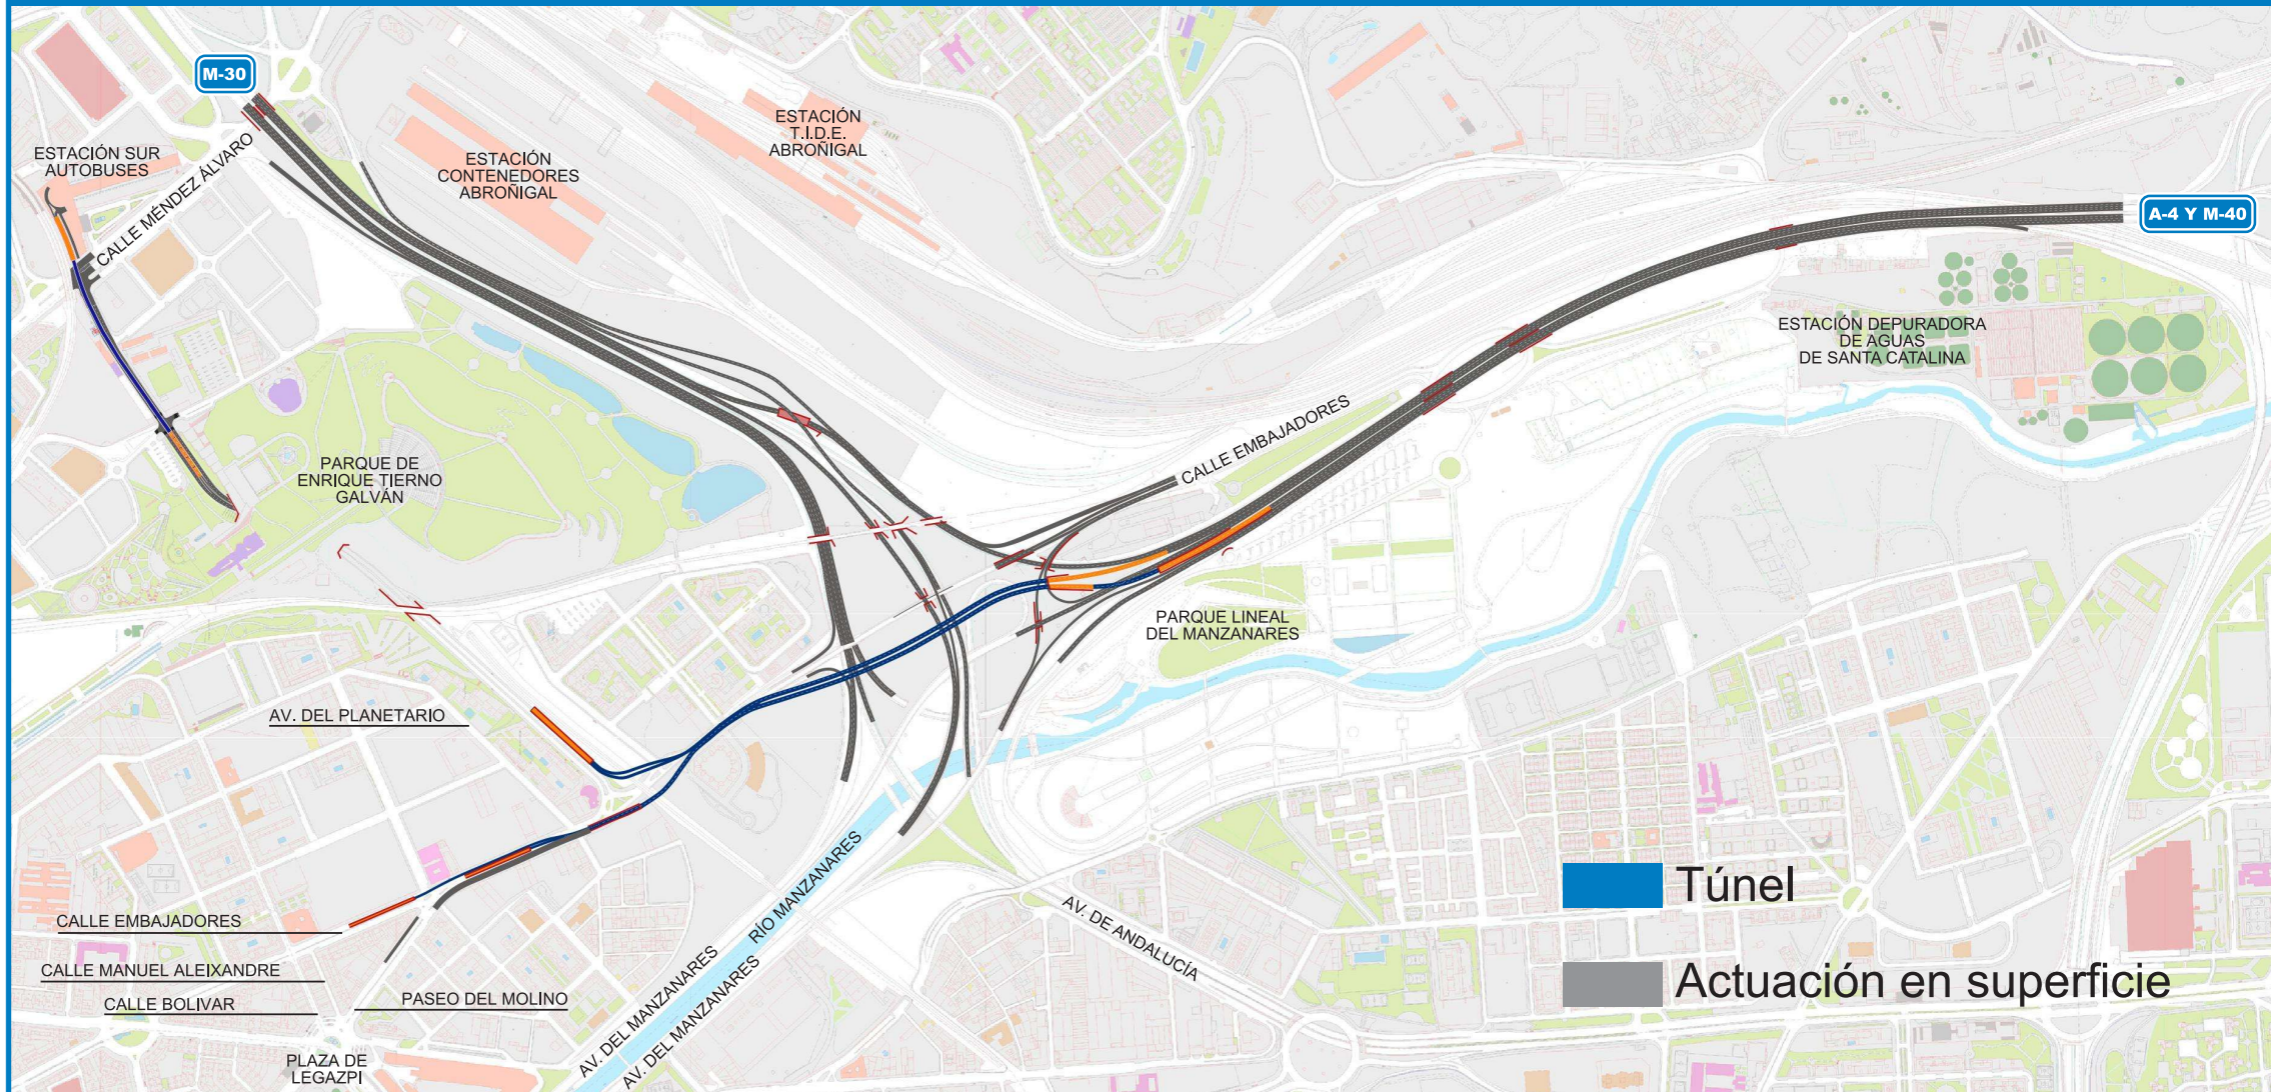 M-30
ESTACIÓN SUR
AUTOBUSES
CALLE MÉNDEZ ÁLVARO
ESTACIÓN
CONTENEDORES
ABROÑIGAL
ESTACIÓN
T.I.D.E.
ABROÑIGAL
A-4 Y M-40
ESTACIÓN DEPURADORA
DE AGUAS
DE SANTA CATALINA
CALLE EMBAJADORES
PARQUE DE
ENRIQUE TIERNO
GALVÁN
PARQUE LINEAL
DEL MANZANARES
AV. DEL PLANETARIO
CALLE EMBAJADORES
CALLE MANUEL ALEIXANDRE
CALLE BOLIVAR
PASEO DEL MOLINO
PLAZA DE
LEGAZPI
AV. DEL MANZANARES
RÍO MANZANARES
AV. DEL MANZANARES
AV. DE ANDALUCÍA
Túnel
Actuación en superficie